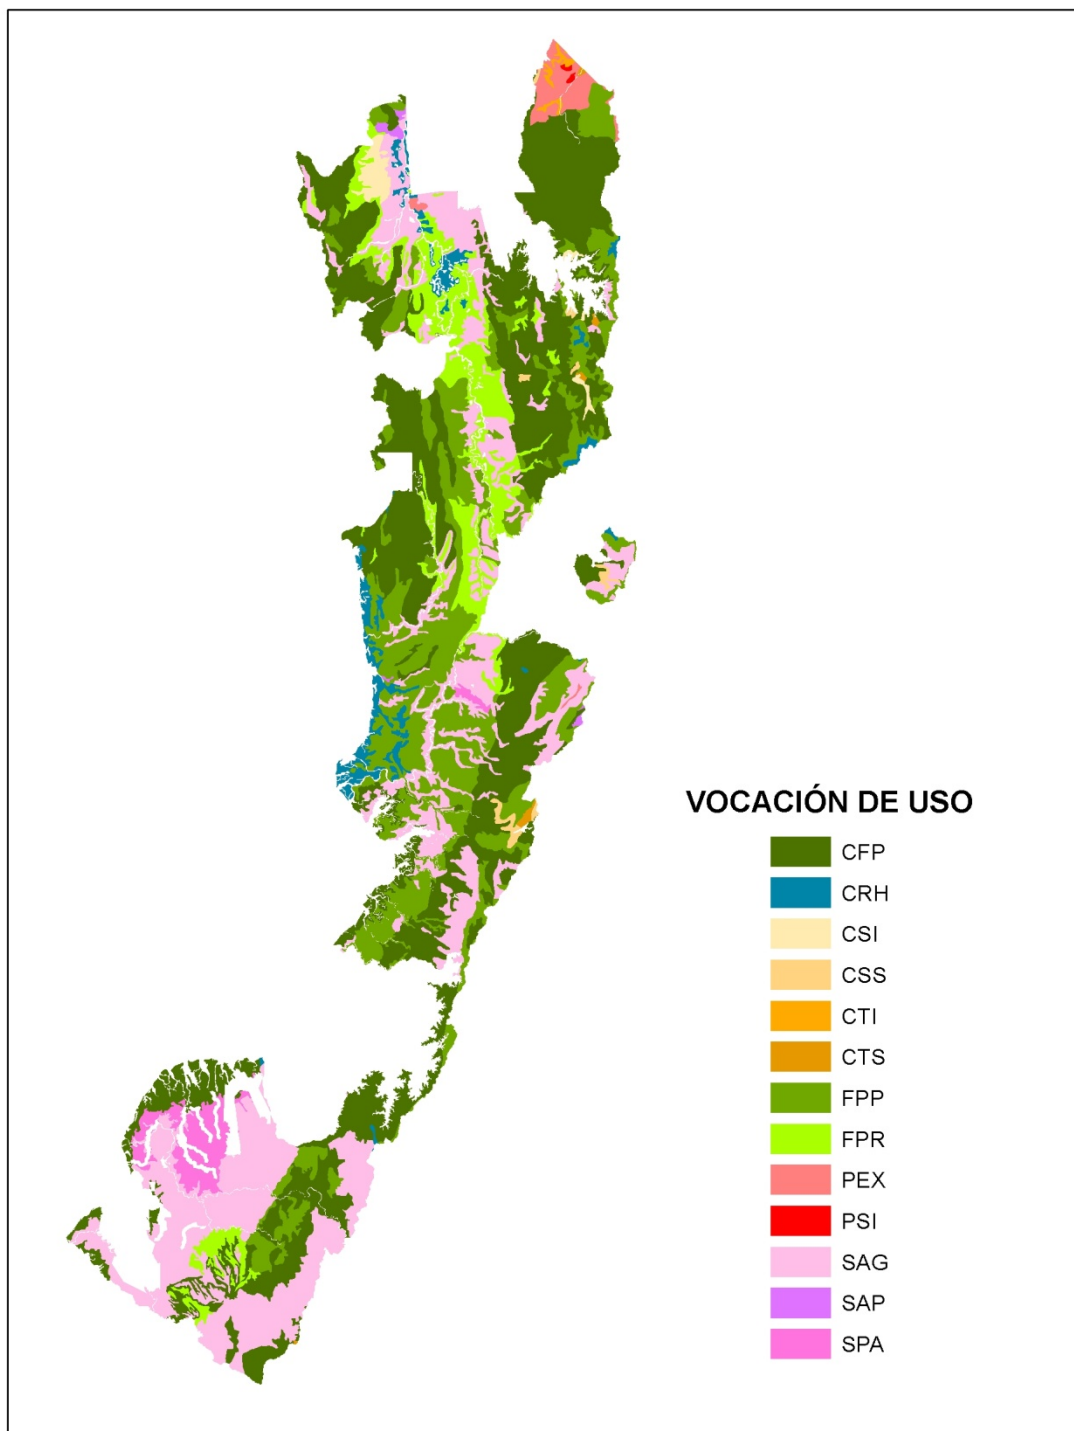 VOCACIÓN DE USO
CFP
CRH
CSI
CSS
CTI
CTS
FPP
FPR
PEX
PSI
SAG
SAP
SPA